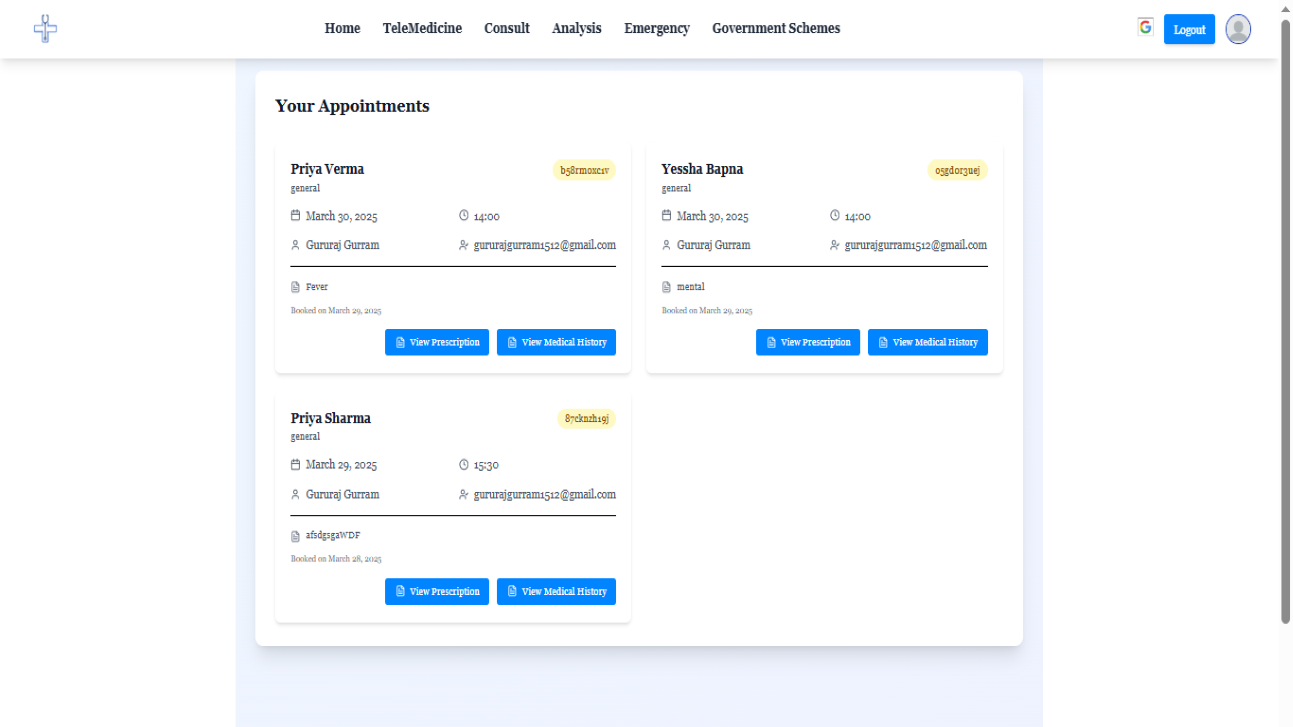 Home TeleMedicine Consult Analysis Emergency Government Schemes
G Logout
Your Appointments
Priya Verma b58rmoxc1v
general
March 30, 2025 14:00
Gururaj Gurram gururajgurram1512@gmail.com
Fever
Booked on March 29, 2025
View Prescription View Medical History
Yessha Bapna 05gdor3uej
general
March 30, 2025 14:00
Gururaj Gurram gururajgurram1512@gmail.com
mental
Booked on March 29, 2025
View Prescription View Medical History
Priya Sharma 87cknzh19j
general
March 29, 2025 15:30
Gururaj Gurram gururajgurram1512@gmail.com
afsdgsgaWDF
Booked on March 28, 2025
View Prescription View Medical History